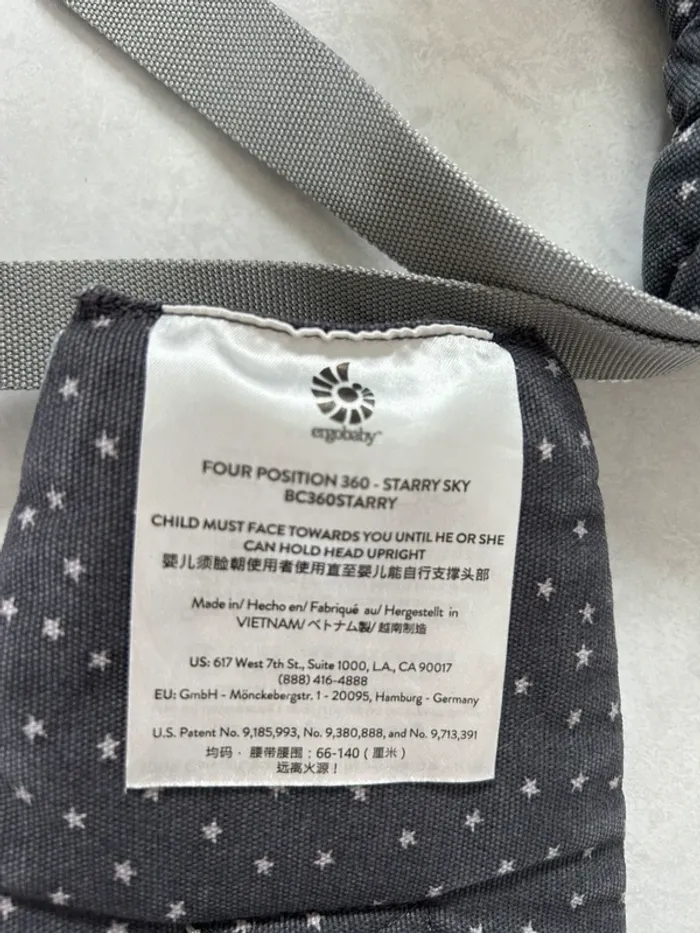 ergobaby™
FOUR POSITION 360 - STARRY SKY
BC360STARRY
CHILD MUST FACE TOWARDS YOU UNTIL HE OR SHE
CAN HOLD HEAD UPRIGHT
婴儿须脸朝使用者使用直至婴儿能自行支撑头部
Made in/ Hecho en/ Fabriqué au/ Hergestellt in
VIETNAM/ ベトナム製/ 越南制造
US: 617 West 7th St., Suite 1000, L.A., CA 90017
(888) 416-4888
EU: GmbH - Mönckebergstr. 1 - 20095, Hamburg - Germany
U.S. Patent No. 9,185,993, No. 9,380,888, and No. 9,713,391
均码 · 腰带腰围：66-140（厘米）
远离火源！